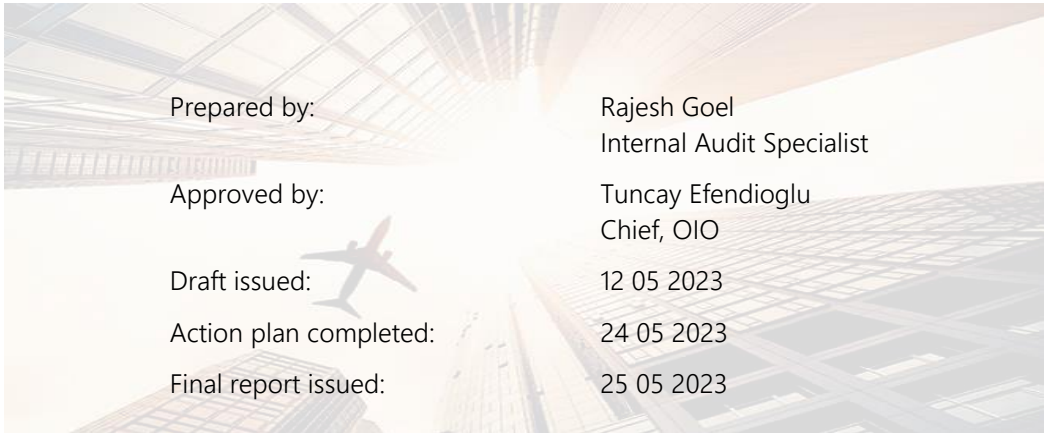 Prepared by: Rajesh Goel
Internal Audit Specialist
Approved by: Tuncay Efendioglu
Chief, OIO
Draft issued: 12 05 2023
Action plan completed: 24 05 2023
Final report issued: 25 05 2023